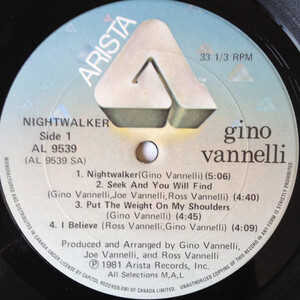 ARISTA
33 1/3 RPM
NIGHTWALKER
Side 1
AL 9539
(AL 9539 SA)
gino
vannelli
1. Nightwalker(Gino Vannelli) (5:06)
2. Seek And You Will Find
(Gino Vannelli,Joe Vannelli,Ross Vannelli) (4:40)
3. Put The Weight On My Shoulders
(Gino Vannelli) (4:45)
4. I Believe (Ross Vannelli,Gino Vannelli) (4:09)
Produced and Arranged by Gino Vannelli,
Joe Vannelli, and Ross Vannelli
℗ 1981 Arista Records, Inc.
All Selections M,A,L